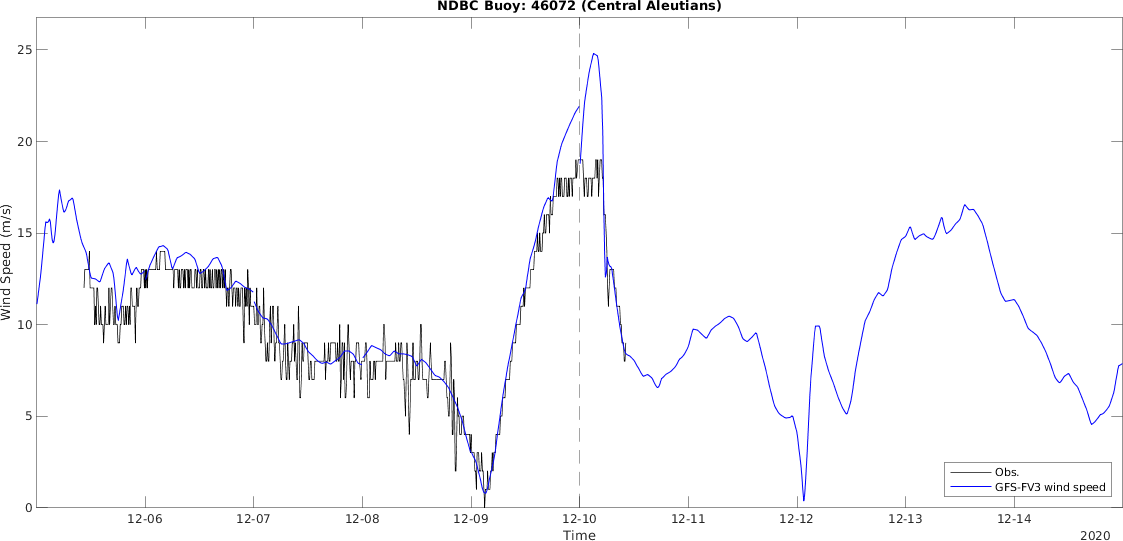 NDBC Buoy: 46072 (Central Aleutians)
25
20
15
10
5
0
Wind Speed (m/s)
12-06 12-07 12-08 12-09 12-10 12-11 12-12 12-13 12-14
Time
2020
Obs.
GFS-FV3 wind speed